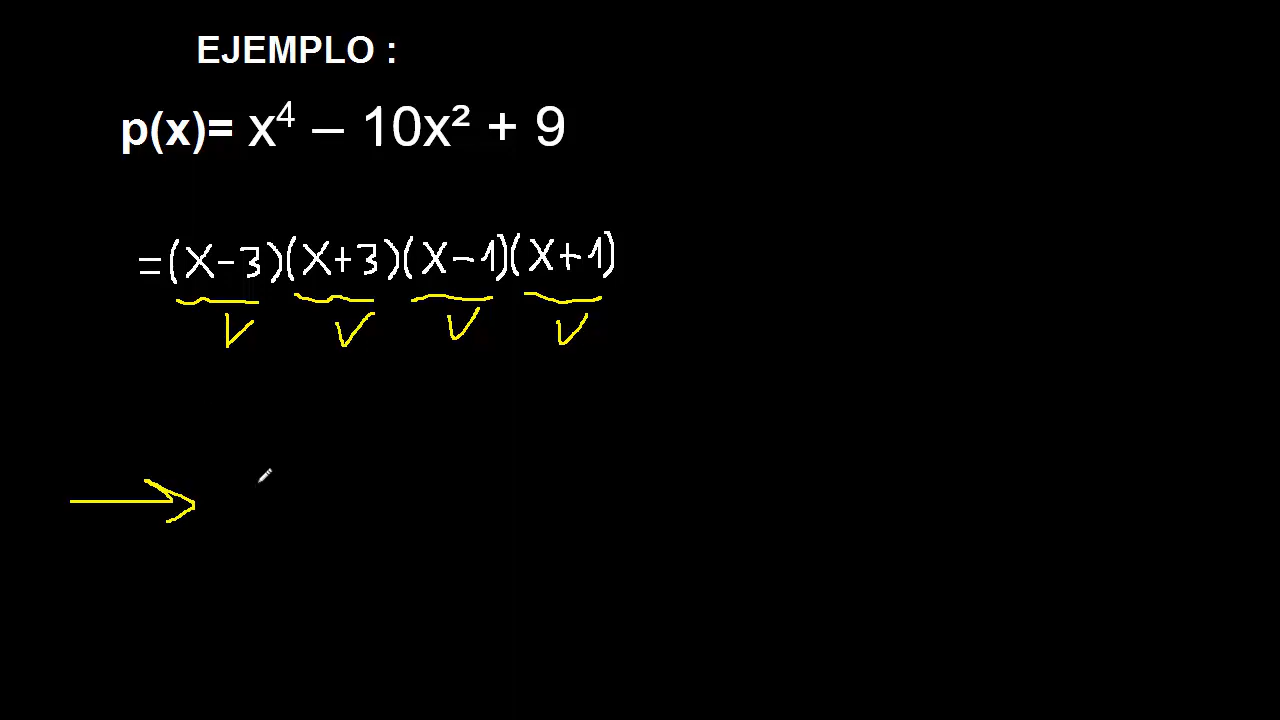 EJEMPLO :
p(x)= x⁴ – 10x² + 9
=(X-3)(X+3)(X-1)(X+1)